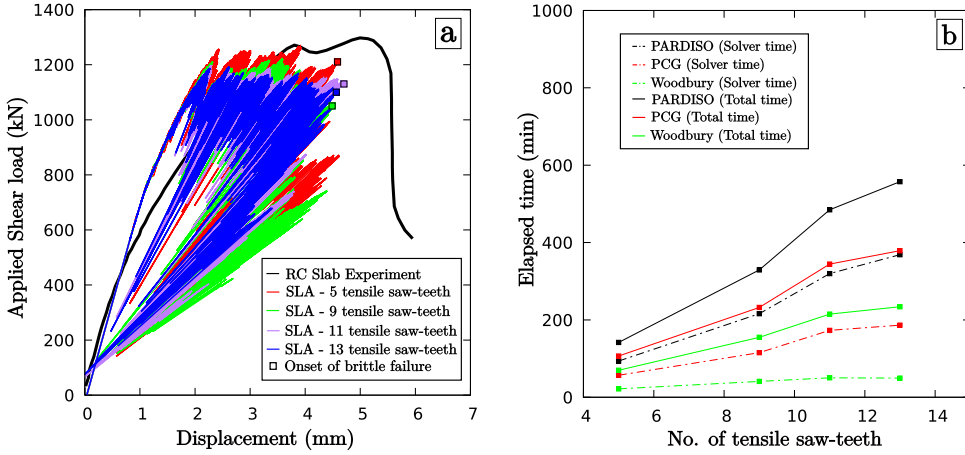 a
Applied Shear load (kN)
1400
1200
1000
800
600
400
200
0
RC Slab Experiment
SLA - 5 tensile saw-teeth
SLA - 9 tensile saw-teeth
SLA - 11 tensile saw-teeth
SLA - 13 tensile saw-teeth
Onset of brittle failure
0 1 2 3 4 5 6 7
Displacement (mm)
b
Elapsed time (min)
1000
800
600
400
200
0
PARDISO (Solver time)
PCG (Solver time)
Woodbury (Solver time)
PARDISO (Total time)
PCG (Total time)
Woodbury (Total time)
4 6 8 10 12 14
No. of tensile saw-teeth